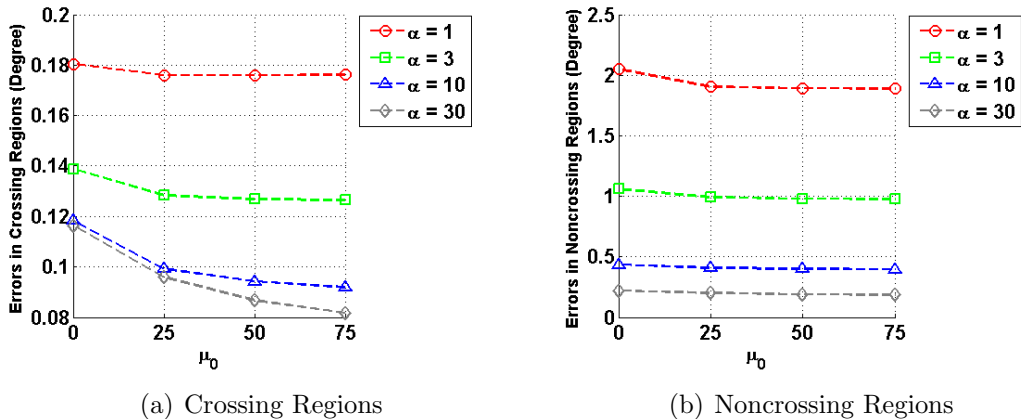 Errors in Crossing Regions (Degree)
0.2
0.18
0.16
0.14
0.12
0.1
0.08
0 25 50 75
μ0
α = 1
α = 3
α = 10
α = 30
(a) Crossing Regions
Errors in Noncrossing Regions (Degree)
2.5
2
1.5
1
0.5
0
0 25 50 75
μ0
α = 1
α = 3
α = 10
α = 30
(b) Noncrossing Regions